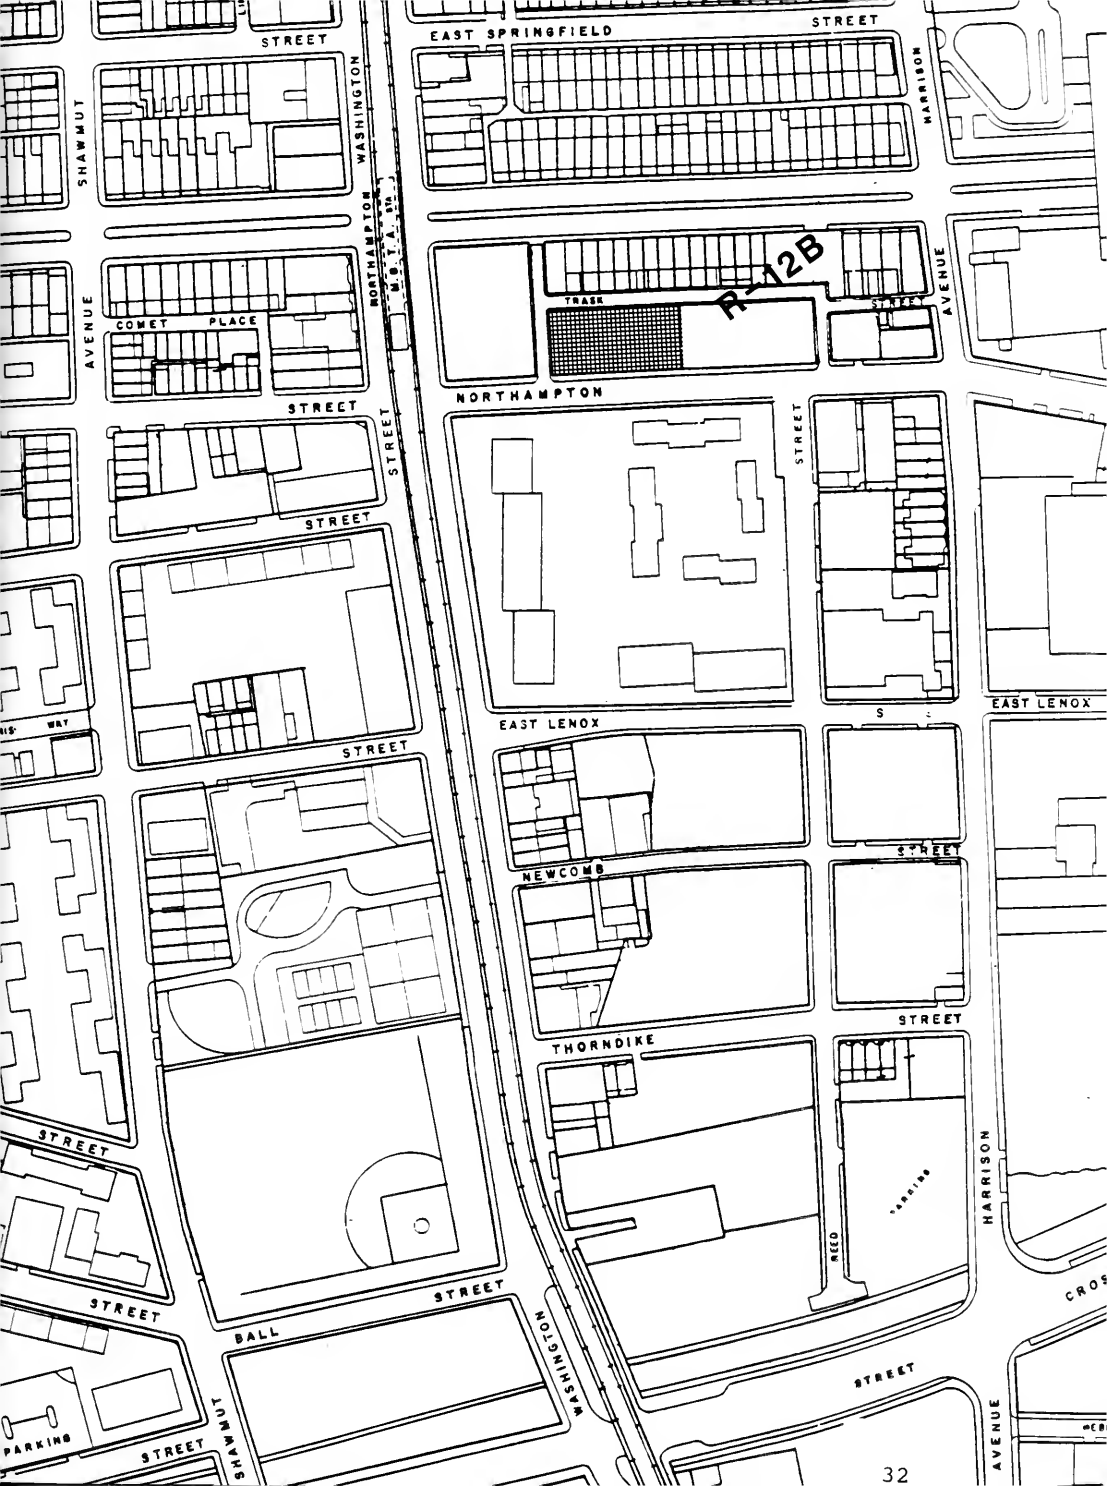 EAST SPRINGFIELD STREET
STREET
HARRISON
WASHINGTON
SHAWMUT
NORTHAMPTON
M.B.T.A. STA
R-12B
TRASK STREET
AVENUE
AVENUE
COMET PLACE
NORTHAMPTON
STREET
STREET
STREET
STREET
EAST LENOX
EAST LENOX
WAY
STREET
NEWCOMB STREET
THORNDIKE STREET
STREET
PARKING
HARRISON
REED
STREET
BALL STREET
WASHINGTON
STREET
SHAWMUT
AVENUE
PARKING
STREET
32